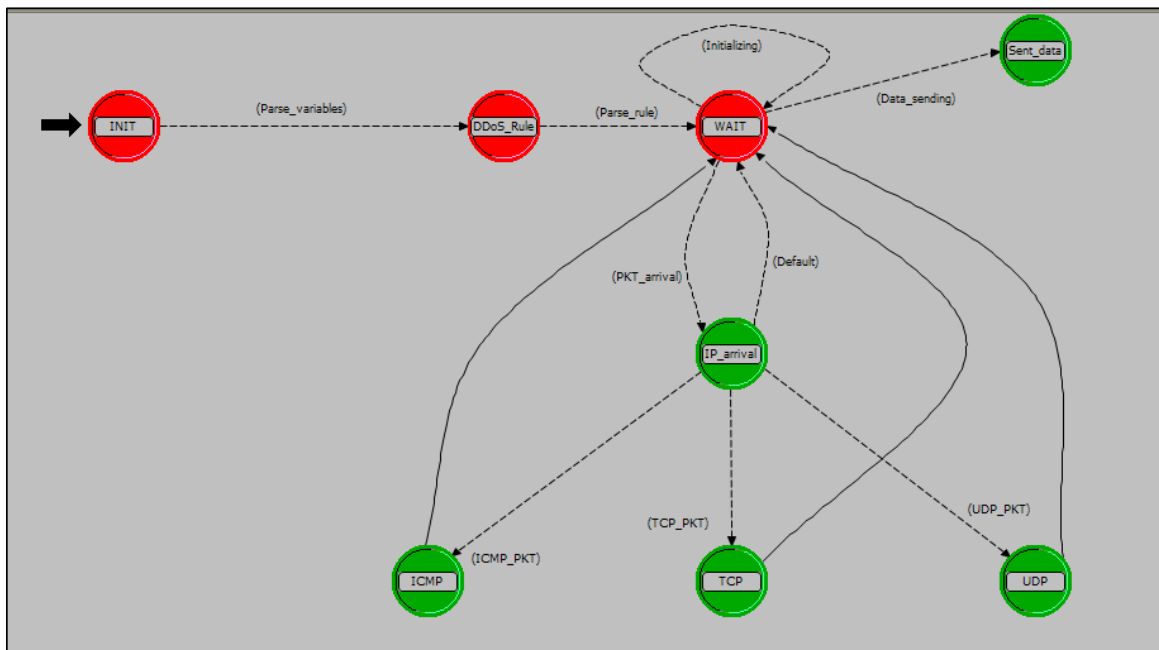 (Initializing)
Sent_data
(Data_sending)
(Parse_variables)
(Parse_rule)
INIT
DDoS_Rule
WAIT
(Default)
(PKT_arrival)
IP_arrival
(UDP_PKT)
(TCP_PKT)
(ICMP_PKT)
ICMP
TCP
UDP